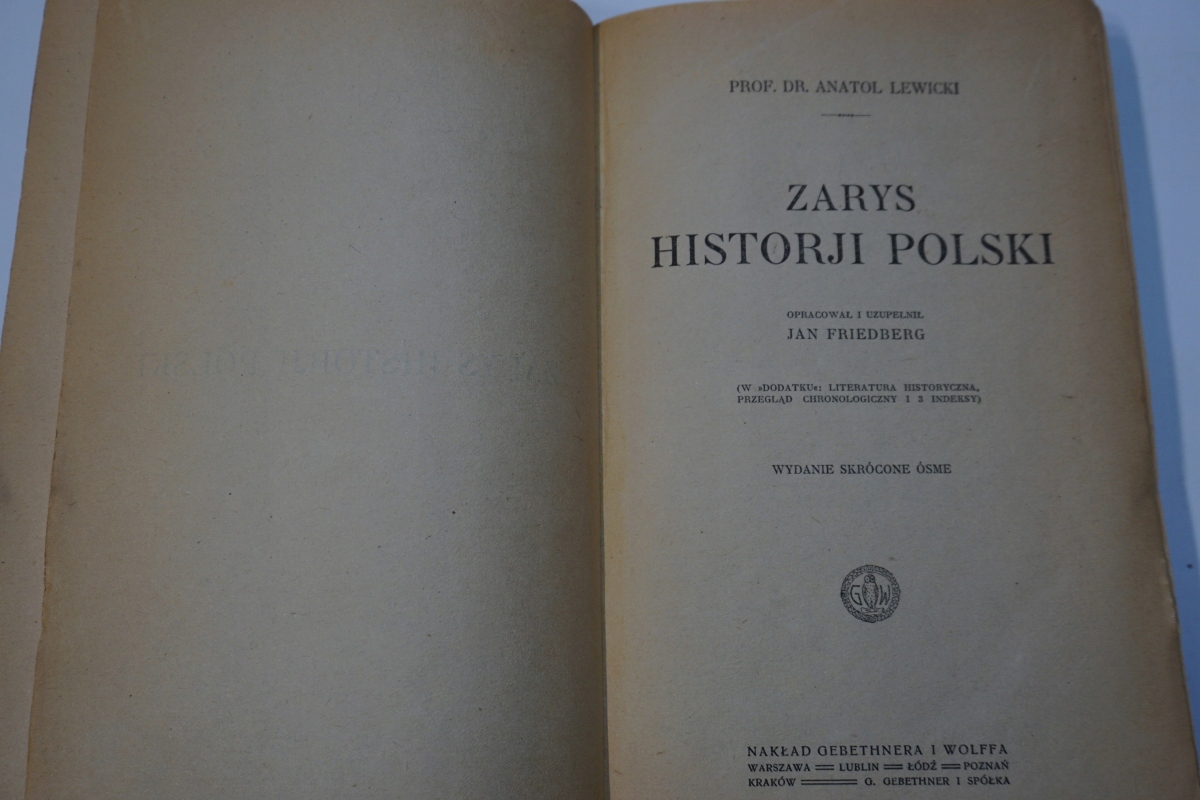 PROF. DR. ANATOL LEWICKI
ZARYS
HISTORJI POLSKI
OPRACOWAŁ I UZUPEŁNIŁ
JAN FRIEDBERG
(W »DODATKU«: LITERATURA HISTORYCZNA,
PRZEGLĄD CHRONOLOGICZNY I 3 INDEKSY)
WYDANIE SKRÓCONE ÓSME
G W
NAKŁAD GEBETHNERA I WOLFFA
WARSZAWA == LUBLIN == ŁÓDŹ == POZNAŃ
KRAKÓW ====== G. GEBETHNER I SPÓŁKA